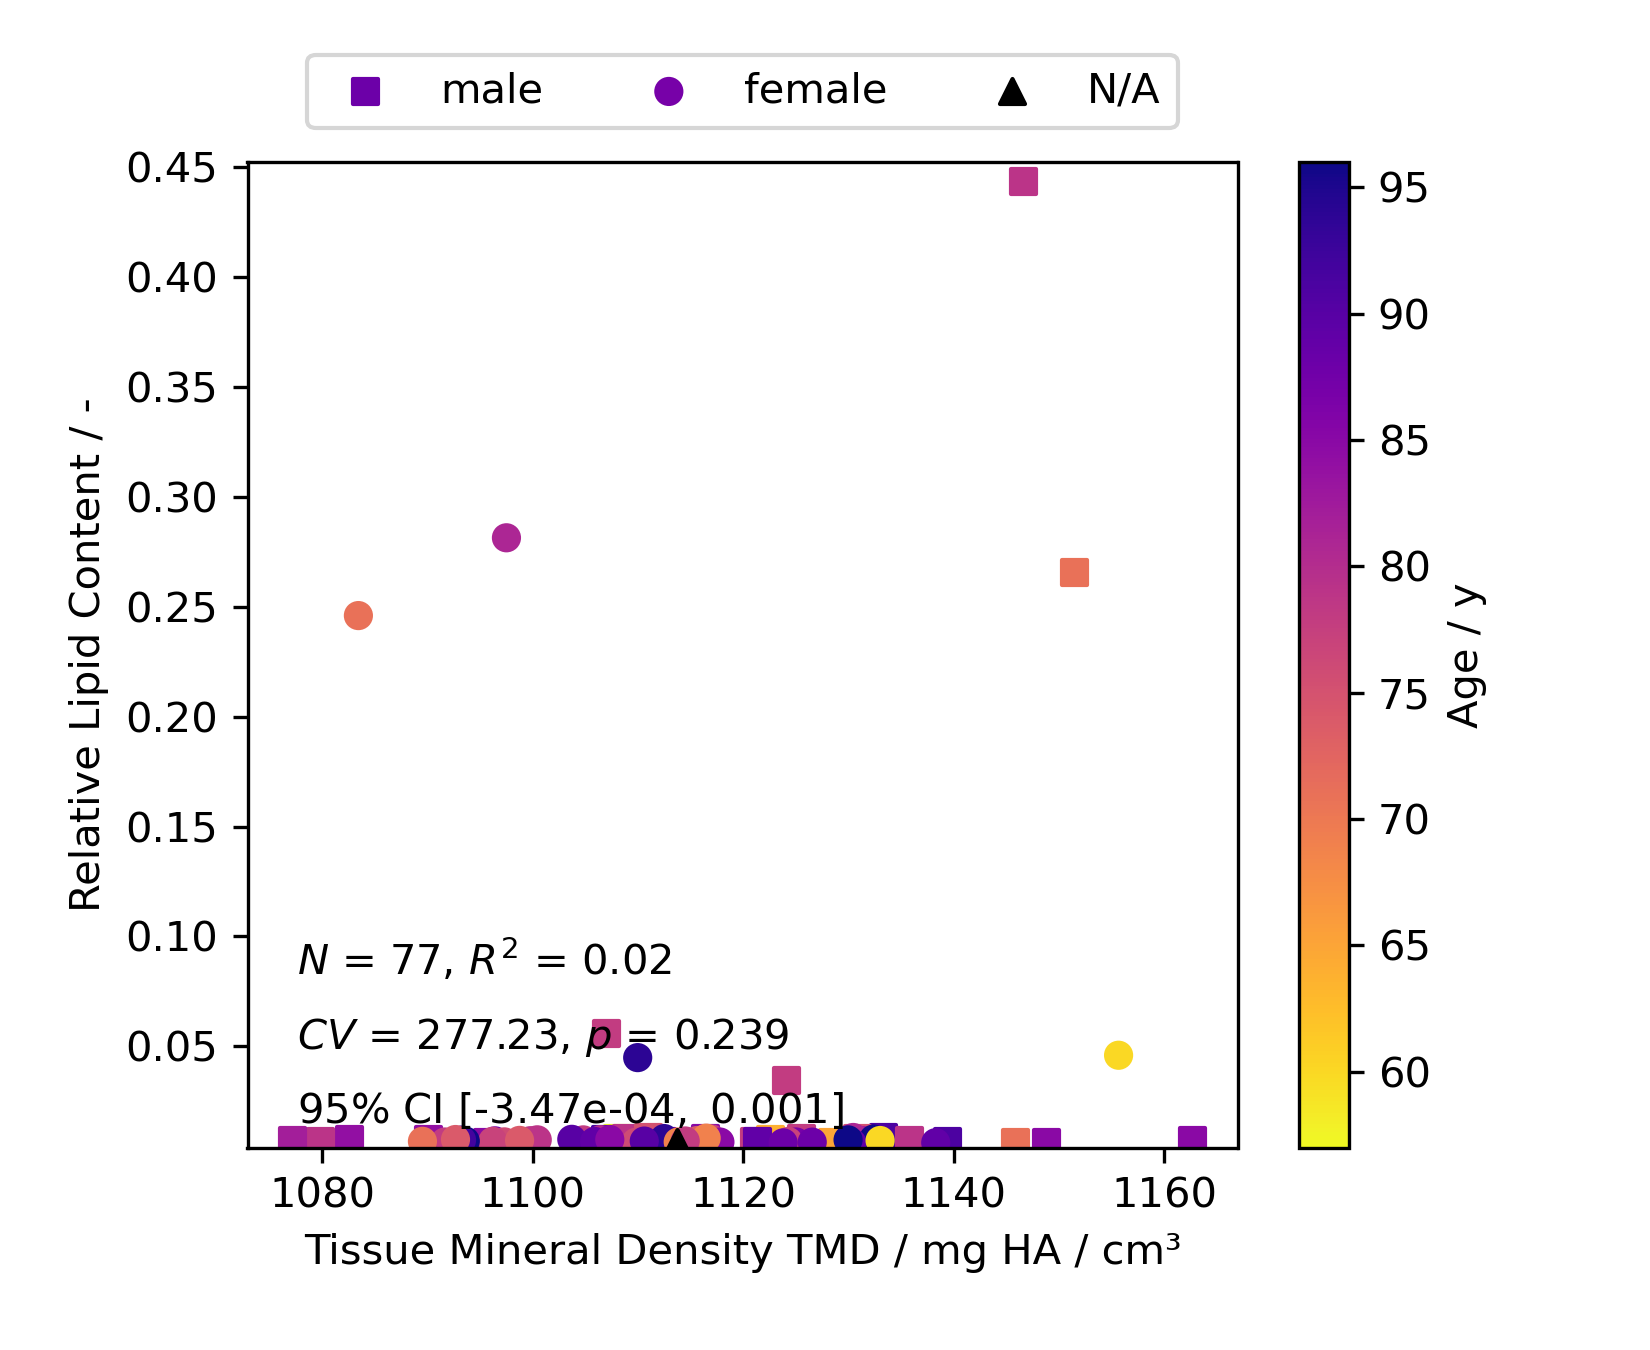 male female N/A
0.45
0.40
0.35
0.30
0.25
0.20
0.15
0.10
0.05
Relative Lipid Content / -
N = 77, R² = 0.02
CV = 277.23, p = 0.239
95% CI [-3.47e-04, 0.001]
1080 1100 1120 1140 1160
Tissue Mineral Density TMD / mg HA / cm³
95
90
85
80
75
70
65
60
Age / y